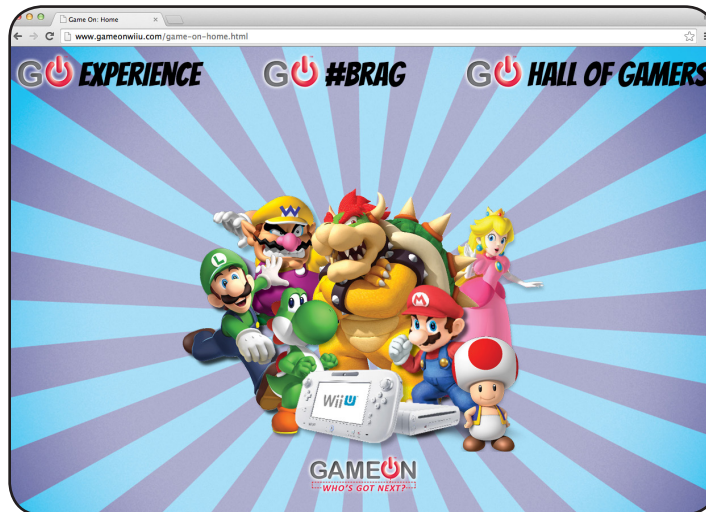 Game On: Home
www.gameonwiiu.com/game-on-home.html
GO EXPERIENCE
GO #BRAG
GO HALL OF GAMERS
W
L
M
Wii U
GAMEON
WHO'S GOT NEXT?